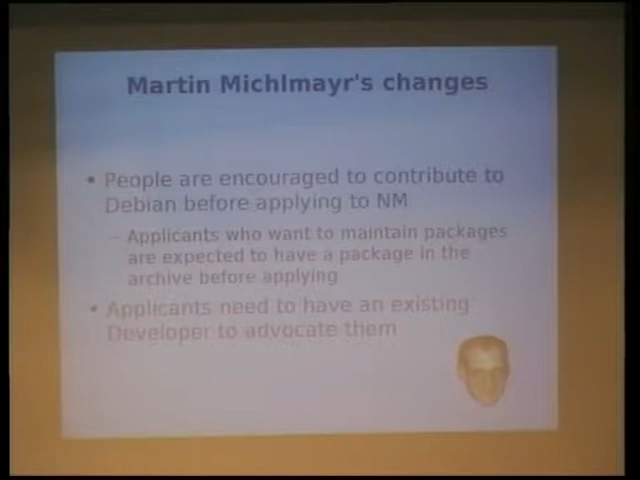 Martin Michlmayr's changes
• People are encouraged to contribute to
Debian before applying to NM
– Applicants who want to maintain packages
are expected to have a package in the
archive before applying
• Applicants need to have an existing
Developer to advocate them